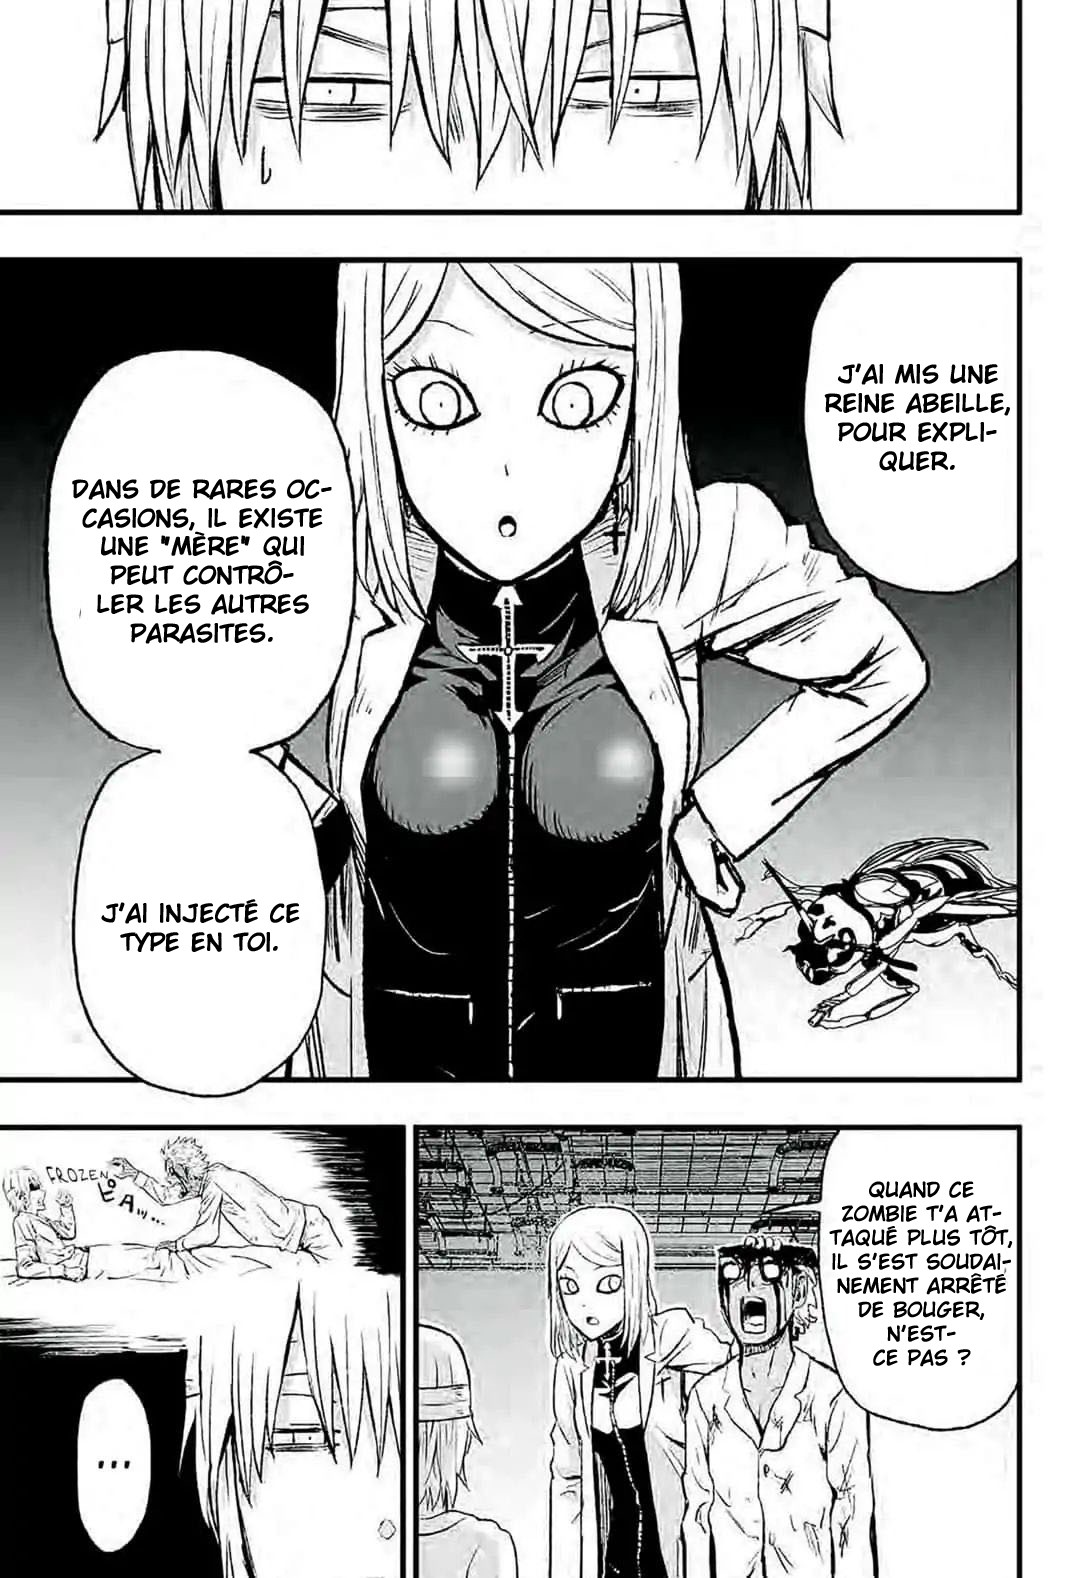 J'AI MIS UNE
REINE ABEILLE,
POUR EXPLI-
QUER.
DANS DE RARES OC-
CASIONS, IL EXISTE
UNE "MÈRE" QUI
PEUT CONTRÔ-
LER LES AUTRES
PARASITES.
J'AI INJECTÉ CE
TYPE EN TOI.
QUAND CE
ZOMBIE T'A AT-
TAQUÉ PLUS TÔT,
IL S'EST SOUDAI-
NEMENT ARRÊTÉ
DE BOUGER,
N'EST-
CE PAS ?
FROZEN
...